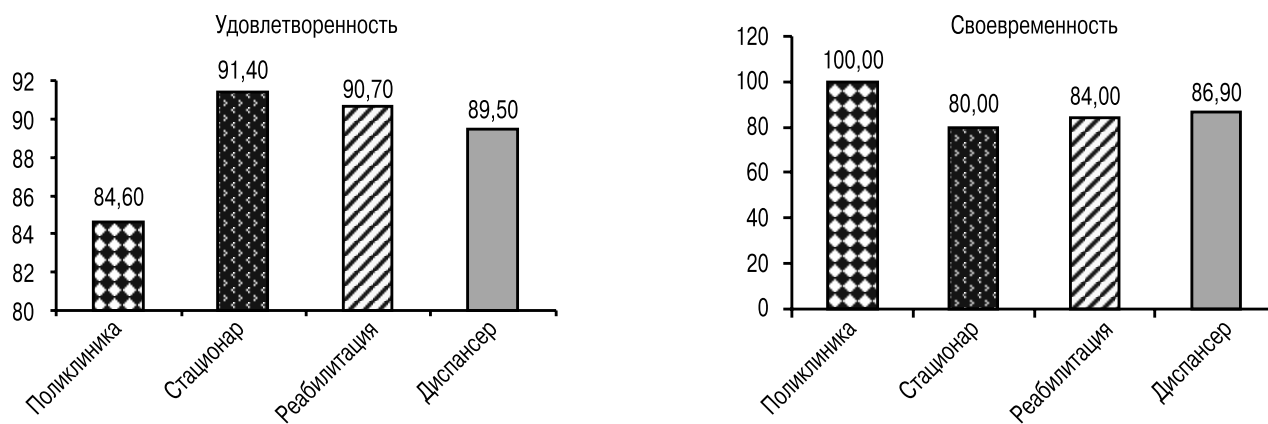 Удовлетворенность
92
90
88
86
84
82
80
84,60
91,40
90,70
89,50
Поликлиника
Стационар
Реабилитация
Диспансер
Своевременность
120
100
80
60
40
20
0
100,00
80,00
84,00
86,90
Поликлиника
Стационар
Реабилитация
Диспансер